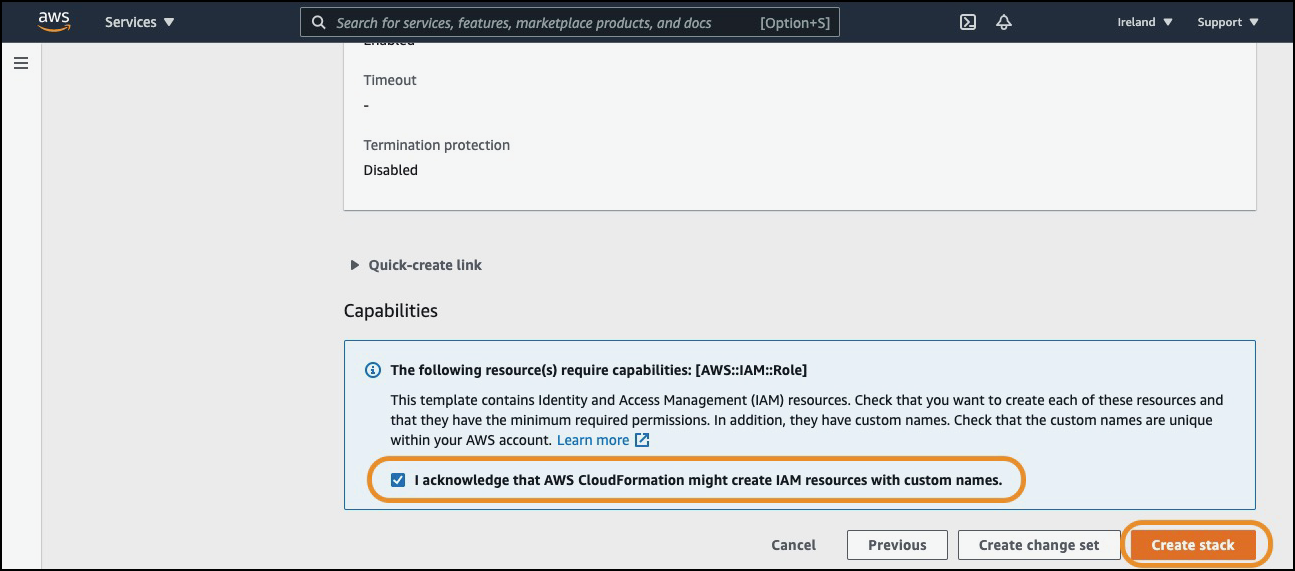 aws Services Search for services, features, marketplace products, and docs [Option+S] Ireland Support
Enabled
Timeout
-
Termination protection
Disabled
Quick-create link
Capabilities
The following resource(s) require capabilities: [AWS::IAM::Role]
This template contains Identity and Access Management (IAM) resources. Check that you want to create each of these resources and
that they have the minimum required permissions. In addition, they have custom names. Check that the custom names are unique
within your AWS account. Learn more
I acknowledge that AWS CloudFormation might create IAM resources with custom names.
Cancel Previous Create change set Create stack